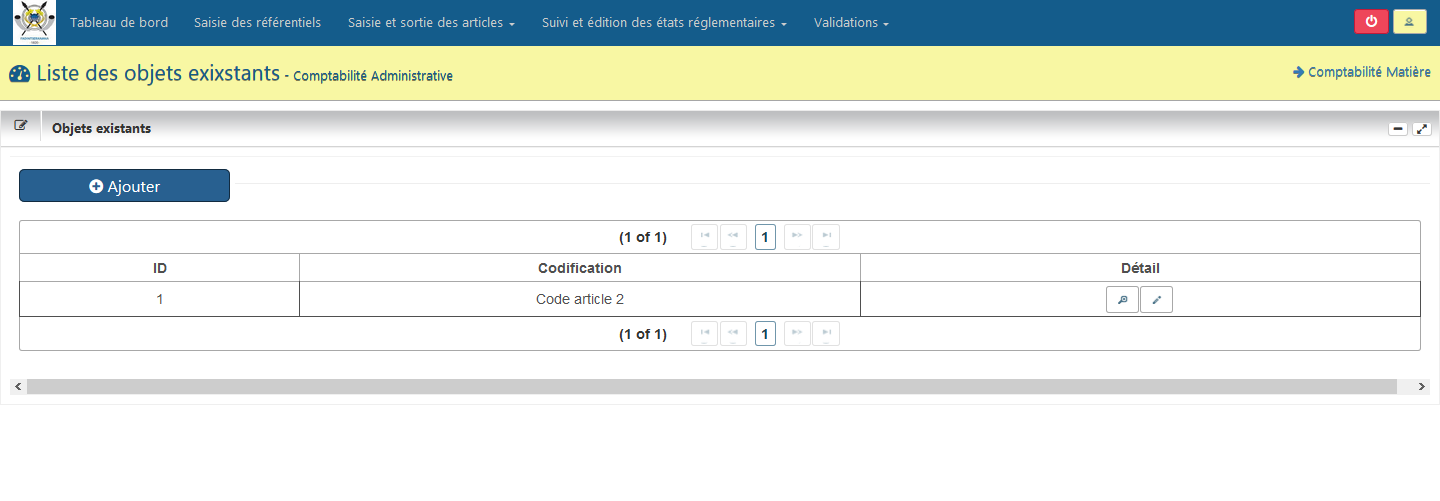 Tableau de bord Saisie des référentiels Saisie et sortie des articles Suivi et édition des états réglementaires Validations
Liste des objets exixstants - Comptabilité Administrative
Comptabilité Matière
Objets existants
Ajouter
(1 of 1) 1
ID Codification Détail
1 Code article 2
(1 of 1) 1